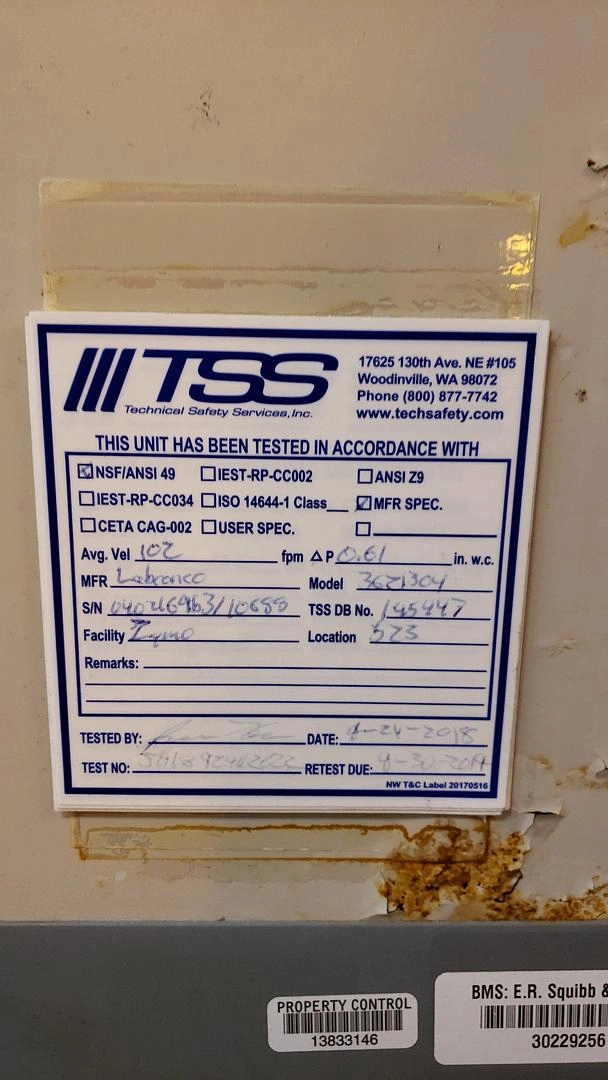 TSS
Technical Safety Services, Inc.
17625 130th Ave. NE #105
Woodinville, WA 98072
Phone (800) 877-7742
www.techsafety.com
THIS UNIT HAS BEEN TESTED IN ACCORDANCE WITH
NSF/ANSI 49 IEST-RP-CC002 ANSI Z9
IEST-RP-CC034 ISO 14644-1 Class MFR SPEC.
CETA CAG-002 USER SPEC.
Avg. Vel 102 fpm ΔP 0.61 in. w.c.
MFR Labconco Model 3621304
S/N TSS DB No. 145447
Facility Zymo Location 523
Remarks:
TESTED BY: DATE:
TEST NO: RETEST DUE:
NW T&C Label 20170516
PROPERTY CONTROL
13833146
BMS: E.R. Squibb &
30229256